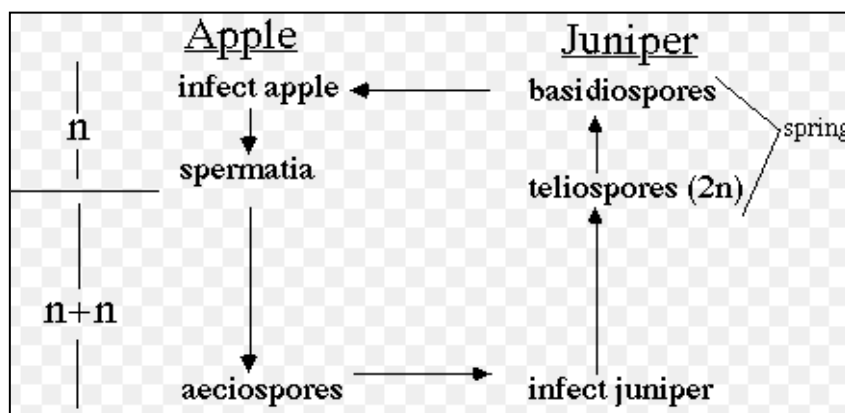 Apple Juniper
infect apple basidiospores
n spring
spermatia teliospores (2n)
n+n
aeciospores infect juniper